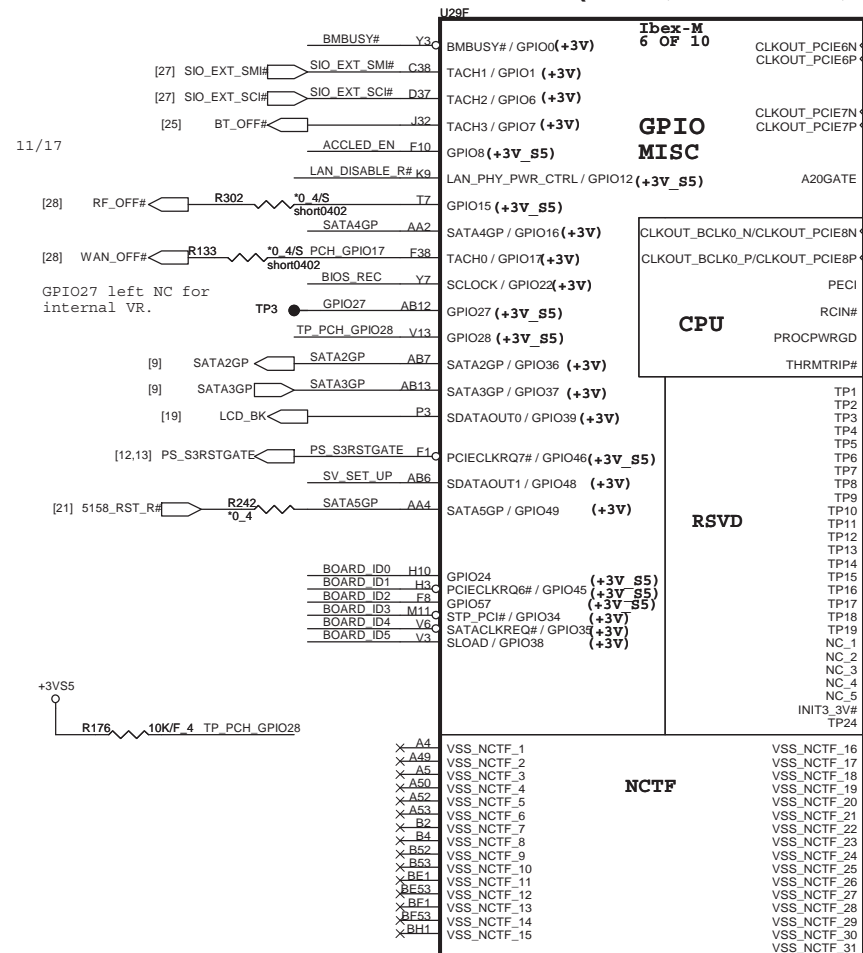 U29F
Ibex-M
6 OF 10
BMBUSY# Y3 BMBUSY# / GPIO0 (+3V) CLKOUT_PCIE6N
CLKOUT_PCIE6P
[27] SIO_EXT_SMI# SIO_EXT_SMI# C38 TACH1 / GPIO1 (+3V)
[27] SIO_EXT_SCI# SIO_EXT_SCI# D37 TACH2 / GPIO6 (+3V)
CLKOUT_PCIE7N
[25] BT_OFF# J32 TACH3 / GPIO7 (+3V) GPIO CLKOUT_PCIE7P
11/17
ACCLED_EN F10 GPIO8 (+3V_S5) MISC
LAN_DISABLE_R# K9 LAN_PHY_PWR_CTRL / GPIO12 (+3V_S5) A20GATE
[28] RF_OFF# R302 *0_4/S short0402 T7 GPIO15 (+3V_S5)
SATA4GP AA2 SATA4GP / GPIO16 (+3V) CLKOUT_BCLK0_N/CLKOUT_PCIE8N
[28] WAN_OFF# R133 *0_4/S short0402 PCH_GPIO17 F38 TACH0 / GPIO17 (+3V) CLKOUT_BCLK0_P/CLKOUT_PCIE8P
BIOS_REC Y7 SCLOCK / GPIO22 (+3V) PECI
GPIO27 left NC for
internal VR.
TP3 GPIO27 AB12 GPIO27 (+3V_S5) RCIN#
CPU
TP_PCH_GPIO28 V13 GPIO28 (+3V_S5) PROCPWRGD
[9] SATA2GP SATA2GP AB7 SATA2GP / GPIO36 (+3V) THRMTRIP#
[9] SATA3GP SATA3GP AB13 SATA3GP / GPIO37 (+3V) TP1
TP2
[19] LCD_BK P3 SDATAOUT0 / GPIO39 (+3V) TP3
TP4
TP5
[12,13] PS_S3RSTGATE PS_S3RSTGATE F1 PCIECLKRQ7# / GPIO46 (+3V_S5) TP6
TP7
SV_SET_UP AB6 SDATAOUT1 / GPIO48 (+3V) TP8
TP9
[21] 5158_RST_R# R242 *0_4 SATA5GP AA4 SATA5GP / GPIO49 (+3V) TP10
RSVD TP11
TP12
TP13
TP14
BOARD_ID0 H10 GPIO24 (+3V_S5) TP15
BOARD_ID1 H3 PCIECLKRQ6# / GPIO45 (+3V_S5) TP16
BOARD_ID2 F8 GPIO57 (+3V_S5) TP17
BOARD_ID3 M11 STP_PCI# / GPIO34 (+3V) TP18
BOARD_ID4 V6 SATACLKREQ# / GPIO35 (+3V) TP19
BOARD_ID5 V3 SLOAD / GPIO38 (+3V) NC_1
NC_2
NC_3
NC_4
NC_5
INIT3_3V#
TP24
+3VS5
R176 10K/F_4 TP_PCH_GPIO28
A4 VSS_NCTF_1 VSS_NCTF_16
A49 VSS_NCTF_2 VSS_NCTF_17
A5 VSS_NCTF_3 VSS_NCTF_18
A50 VSS_NCTF_4 NCTF VSS_NCTF_19
A52 VSS_NCTF_5 VSS_NCTF_20
A53 VSS_NCTF_6 VSS_NCTF_21
B2 VSS_NCTF_7 VSS_NCTF_22
B4 VSS_NCTF_8 VSS_NCTF_23
B52 VSS_NCTF_9 VSS_NCTF_24
B53 VSS_NCTF_10 VSS_NCTF_25
BE1 VSS_NCTF_11 VSS_NCTF_26
BE53 VSS_NCTF_12 VSS_NCTF_27
BF1 VSS_NCTF_13 VSS_NCTF_28
BF53 VSS_NCTF_14 VSS_NCTF_29
BH1 VSS_NCTF_15 VSS_NCTF_30
VSS_NCTF_31